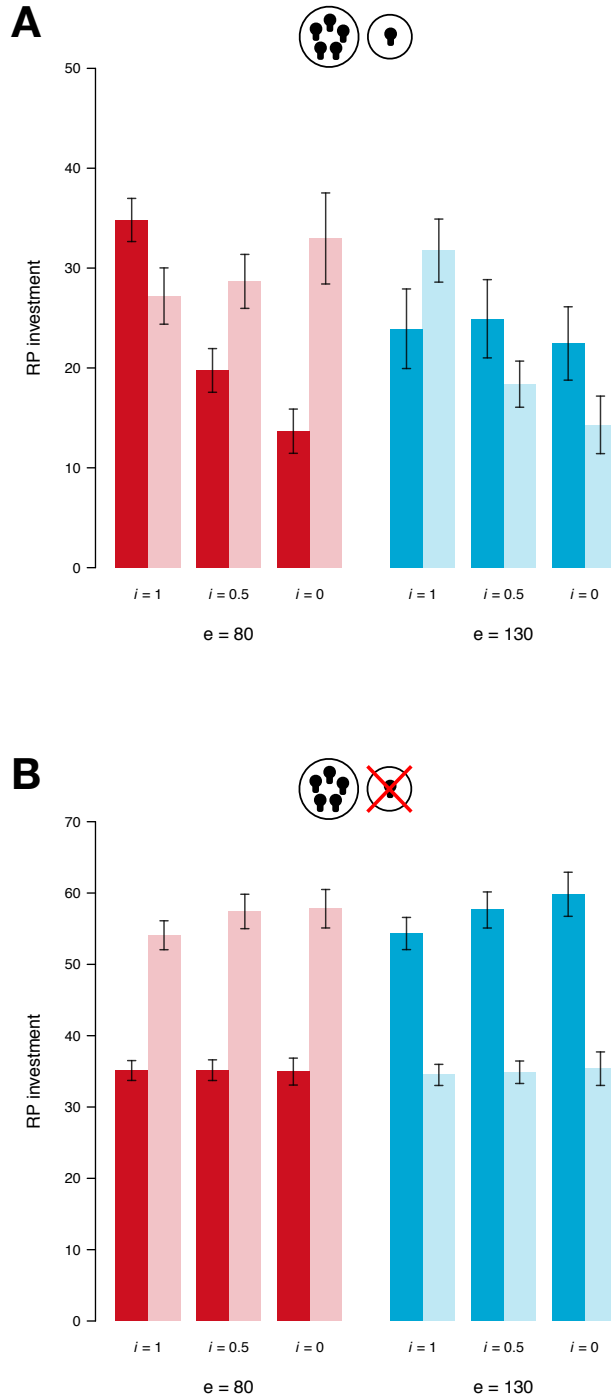 A
50
40
30
20
10
0
RP investment
i = 1 i = 0.5 i = 0 i = 1 i = 0.5 i = 0
e = 80 e = 130
B
70
60
50
40
30
20
10
0
RP investment
i = 1 i = 0.5 i = 0 i = 1 i = 0.5 i = 0
e = 80 e = 130